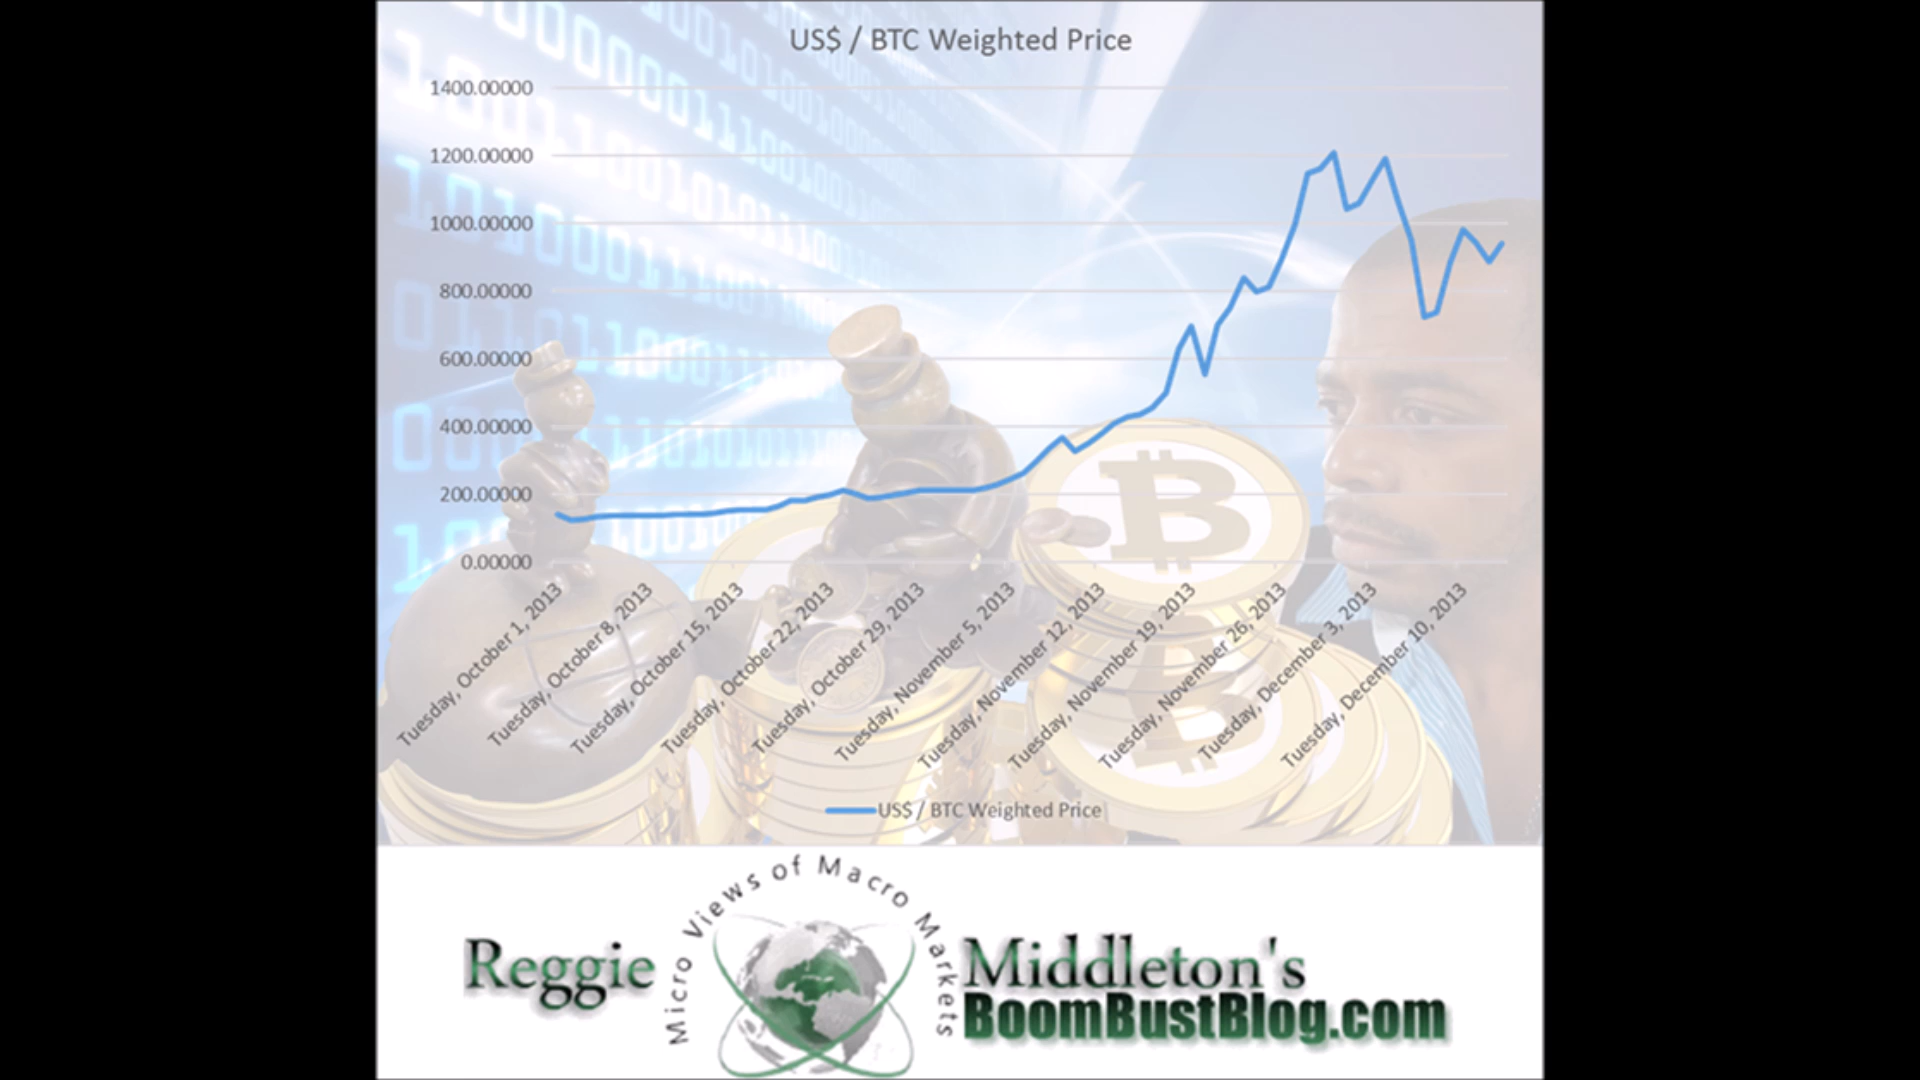 US$ / BTC Weighted Price
1400.00000
1200.00000
1000.00000
800.00000
600.00000
400.00000
200.00000
0.00000
Tuesday, October 1, 2013
Tuesday, October 8, 2013
Tuesday, October 15, 2013
Tuesday, October 22, 2013
Tuesday, October 29, 2013
Tuesday, November 5, 2013
Tuesday, November 12, 2013
Tuesday, November 19, 2013
Tuesday, November 26, 2013
Tuesday, December 3, 2013
Tuesday, December 10, 2013
US$ / BTC Weighted Price
Micro Views of Macro Markets
Reggie Middleton's
BoomBustBlog.com